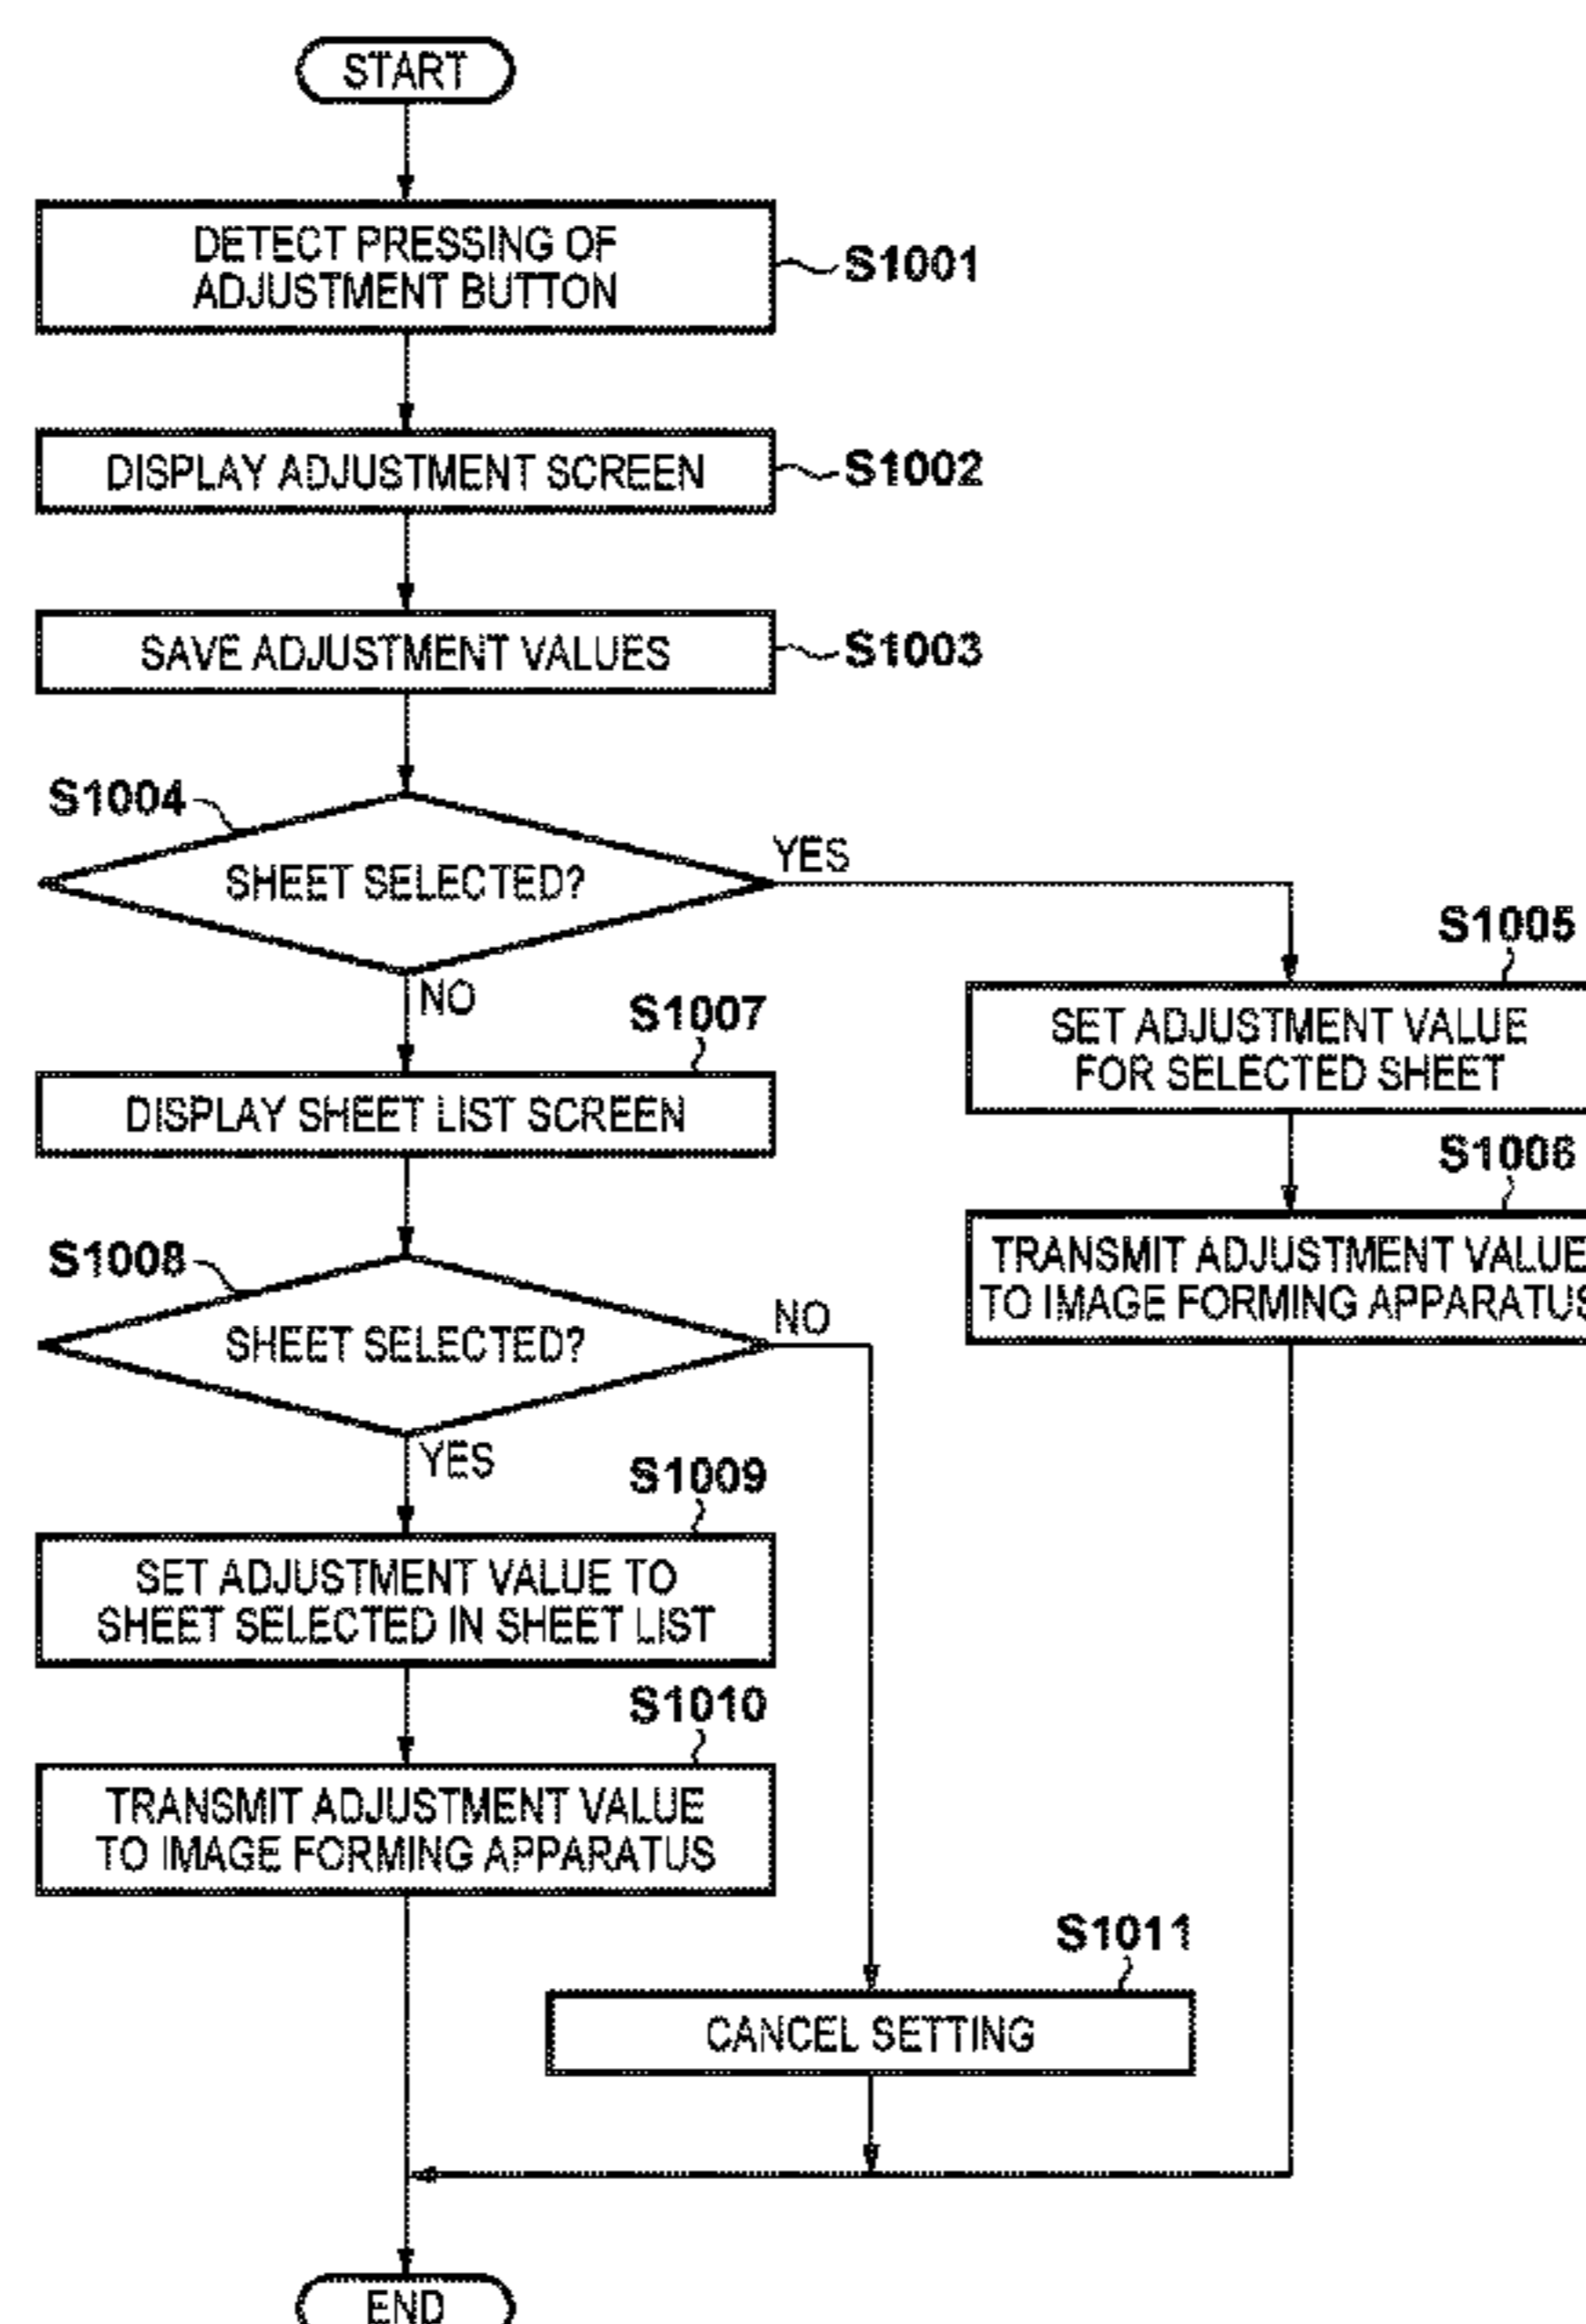 START
DETECT PRESSING OF
ADJUSTMENT BUTTON
S1001
DISPLAY ADJUSTMENT SCREEN
S1002
SAVE ADJUSTMENT VALUES
S1003
S1004
SHEET SELECTED?
YES
NO
S1005
SET ADJUSTMENT VALUE
FOR SELECTED SHEET
S1006
TRANSMIT ADJUSTMENT VALUE
TO IMAGE FORMING APPARATUS
S1007
DISPLAY SHEET LIST SCREEN
S1008
SHEET SELECTED?
NO
YES
S1009
SET ADJUSTMENT VALUE TO
SHEET SELECTED IN SHEET LIST
S1010
TRANSMIT ADJUSTMENT VALUE
TO IMAGE FORMING APPARATUS
S1011
CANCEL SETTING
END